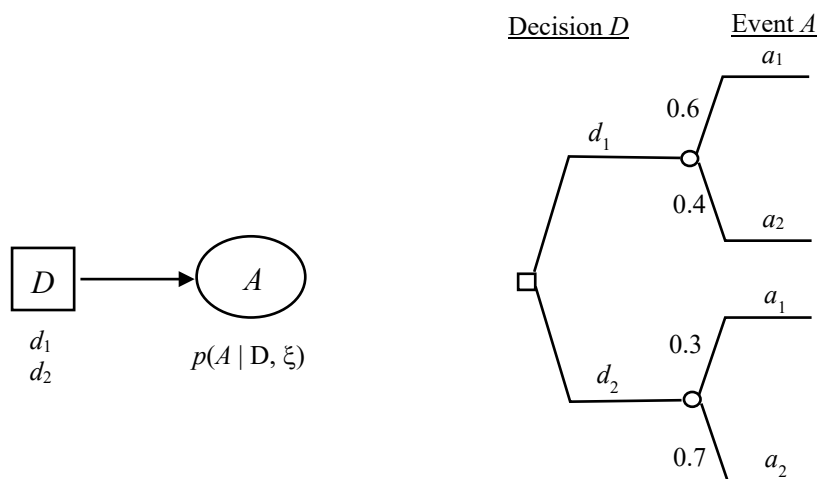 D
d1
d2
p(A | D, ξ)
A
Decision D
Event A
d1
0.6
a1
0.4
a2
d2
0.3
a1
0.7
a2